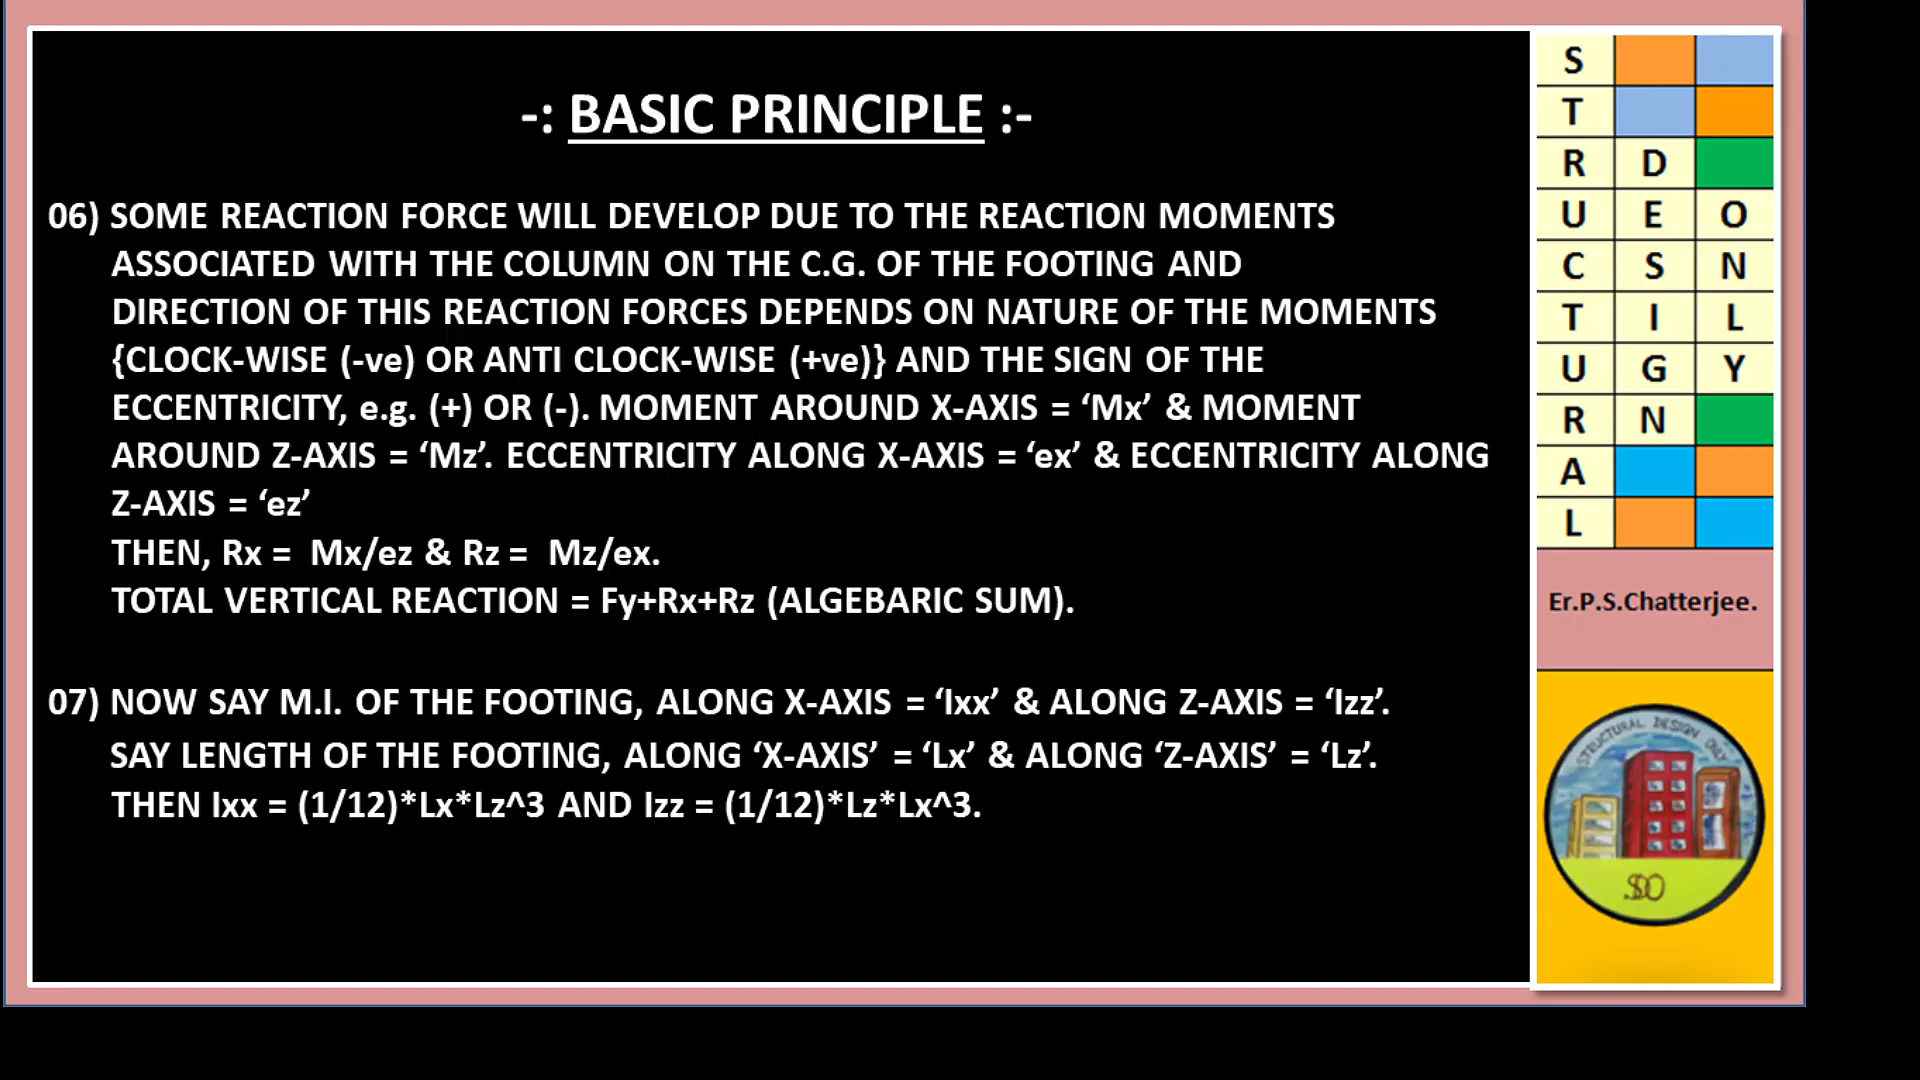 -: BASIC PRINCIPLE :-
06) SOME REACTION FORCE WILL DEVELOP DUE TO THE REACTION MOMENTS
ASSOCIATED WITH THE COLUMN ON THE C.G. OF THE FOOTING AND
DIRECTION OF THIS REACTION FORCES DEPENDS ON NATURE OF THE MOMENTS
{CLOCK-WISE (-ve) OR ANTI CLOCK-WISE (+ve)} AND THE SIGN OF THE
ECCENTRICITY, e.g. (+) OR (-). MOMENT AROUND X-AXIS = ‘Mx’ & MOMENT
AROUND Z-AXIS = ‘Mz’. ECCENTRICITY ALONG X-AXIS = ‘ex’ & ECCENTRICITY ALONG
Z-AXIS = ‘ez’
THEN, Rx = Mx/ez & Rz = Mz/ex.
TOTAL VERTICAL REACTION = Fy+Rx+Rz (ALGEBARIC SUM).
07) NOW SAY M.I. OF THE FOOTING, ALONG X-AXIS = ‘Ixx’ & ALONG Z-AXIS = ‘Izz’.
SAY LENGTH OF THE FOOTING, ALONG ‘X-AXIS’ = ‘Lx’ & ALONG ‘Z-AXIS’ = ‘Lz’.
THEN Ixx = (1/12)*Lx*Lz^3 AND Izz = (1/12)*Lz*Lx^3.
STRUCTURAL
DESIGN
ONLY
Er.P.S.Chatterjee.
STRUCTURAL DESIGN ONLY
SDO